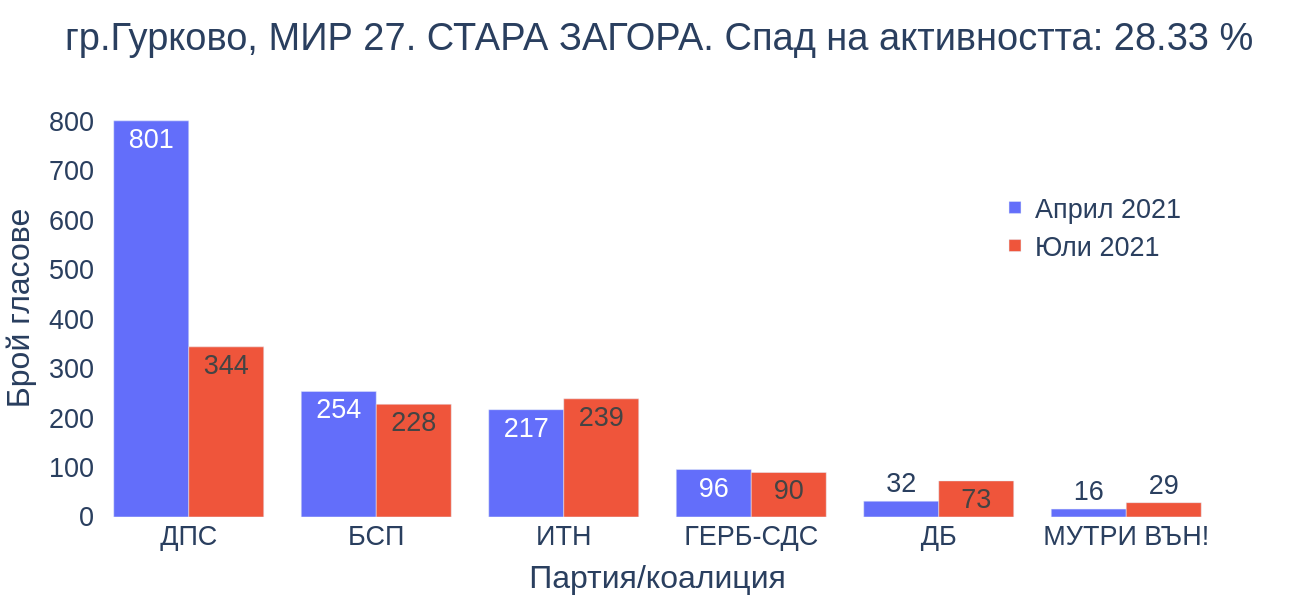 гр.Гурково, МИР 27. СТАРА ЗАГОРА. Спад на активността: 28.33 %
800
700
600
500
400
300
200
100
0
Брой гласове
801
344
254
228
217
239
96
90
32
73
16
29
Април 2021
Юли 2021
ДПС
БСП
ИТН
ГЕРБ-СДС
ДБ
МУТРИ ВЪН!
Партия/коалиция